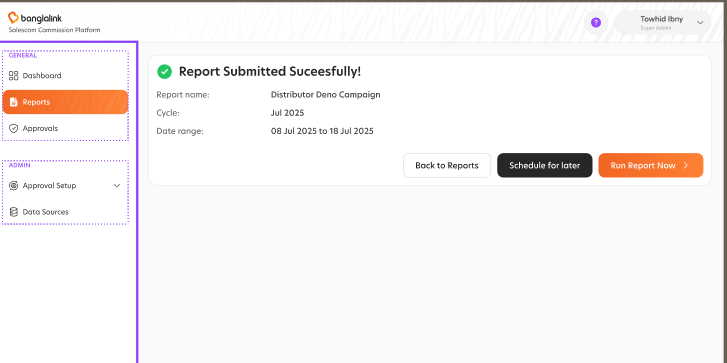 banglalink
Salescom Commission Platform
?
Towhid Ibny
Super Admin
GENERAL
Dashboard
Reports
Approvals
ADMIN
Approval Setup
Data Sources
Report Submitted Suceesfully!
Report name: Distributor Deno Campaign
Cycle: Jul 2025
Date range: 08 Jul 2025 to 18 Jul 2025
Back to Reports
Schedule for later
Run Report Now